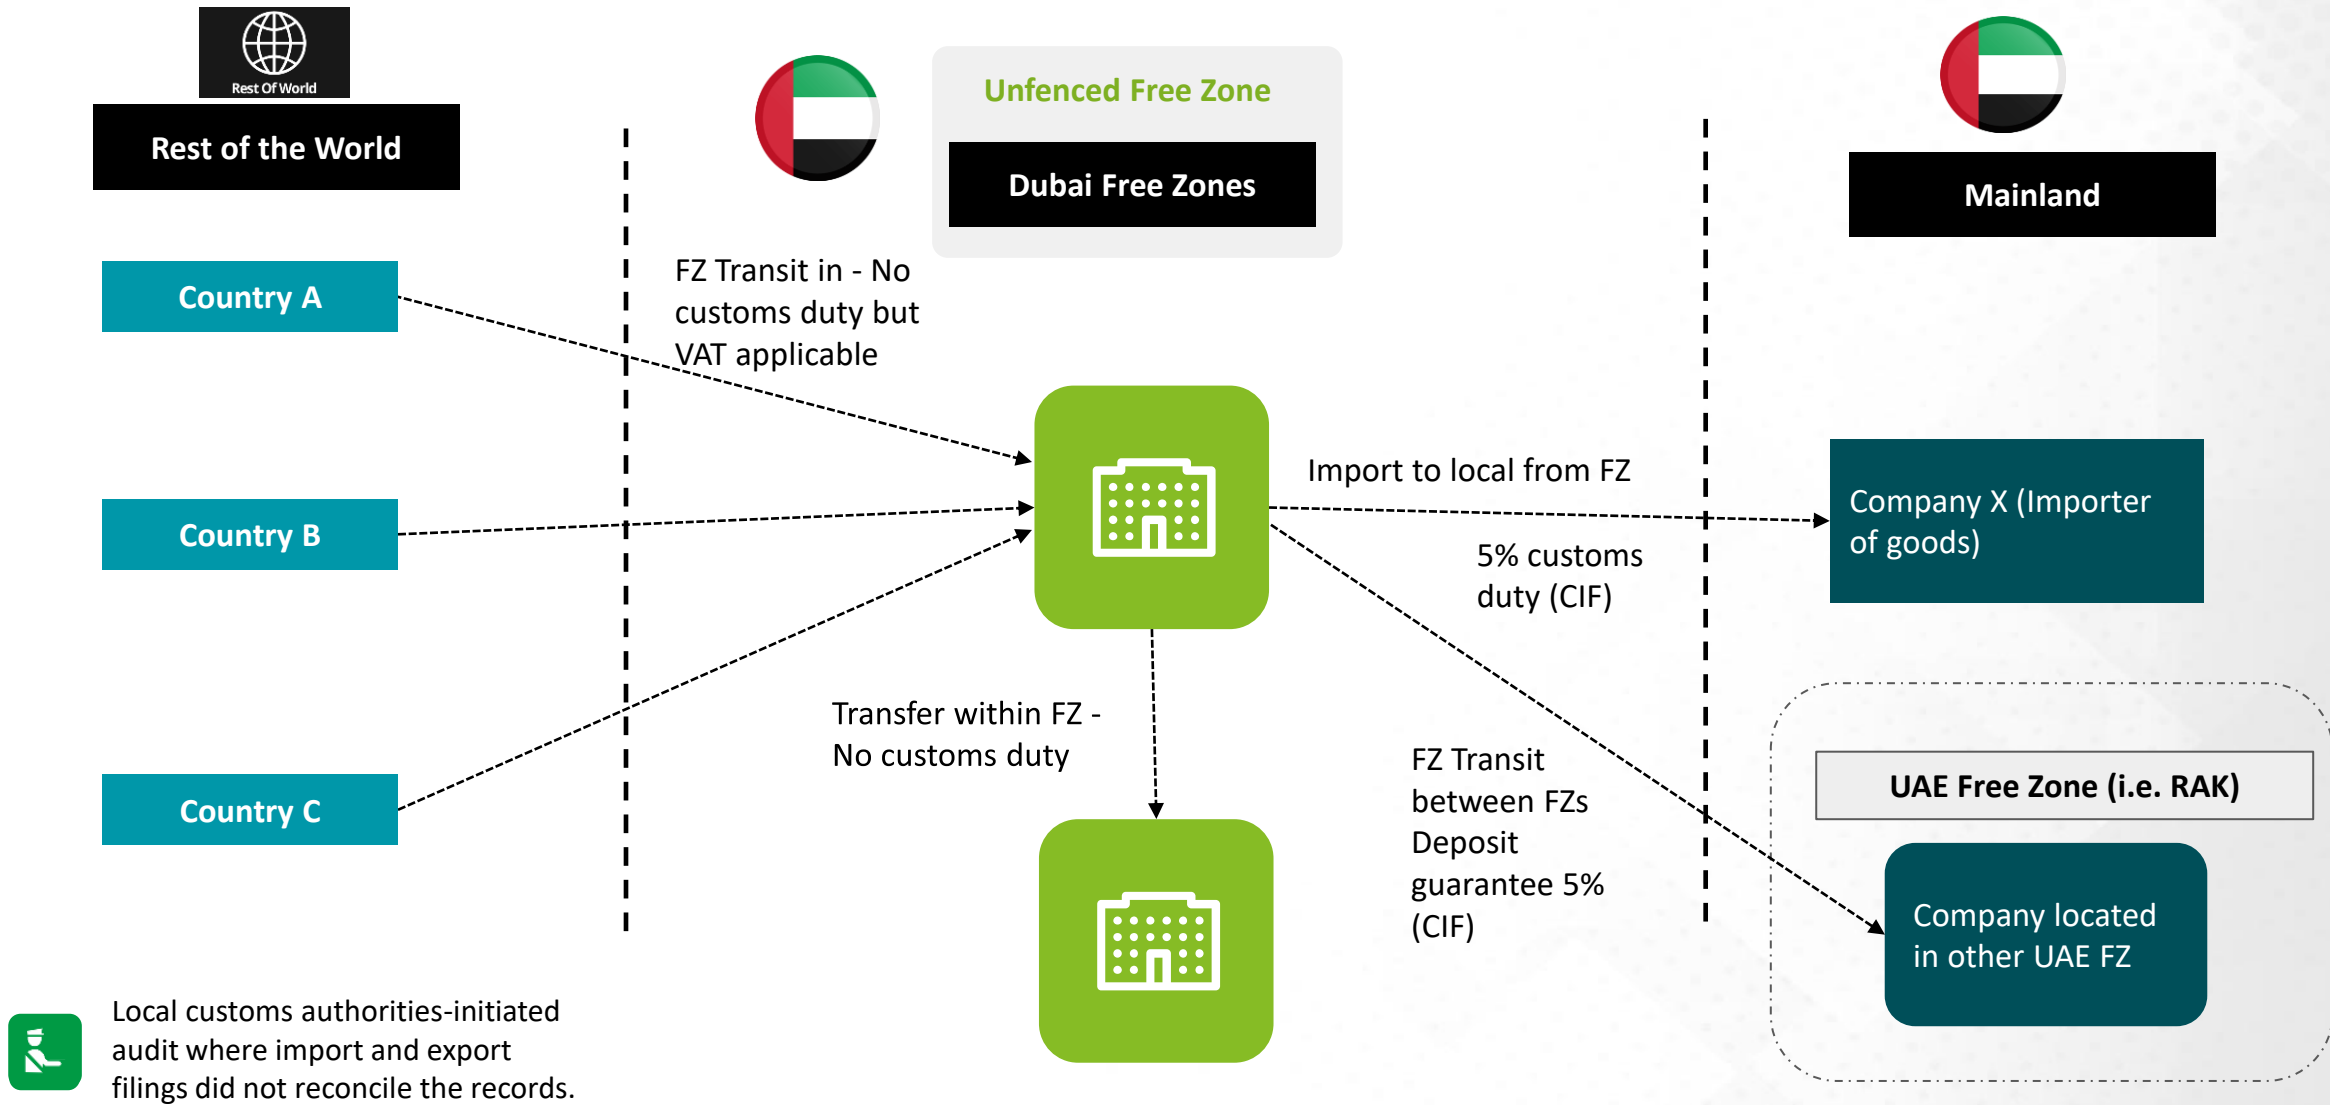 Rest Of World
Rest of the World
Unfenced Free Zone
Dubai Free Zones
Mainland
Country A
FZ Transit in - No
customs duty but
VAT applicable
Country B
Import to local from FZ
5% customs
duty (CIF)
Company X (Importer
of goods)
Country C
Transfer within FZ -
No customs duty
FZ Transit
between FZs
Deposit
guarantee 5%
(CIF)
UAE Free Zone (i.e. RAK)
Company located
in other UAE FZ
Local customs authorities-initiated
audit where import and export
filings did not reconcile the records.